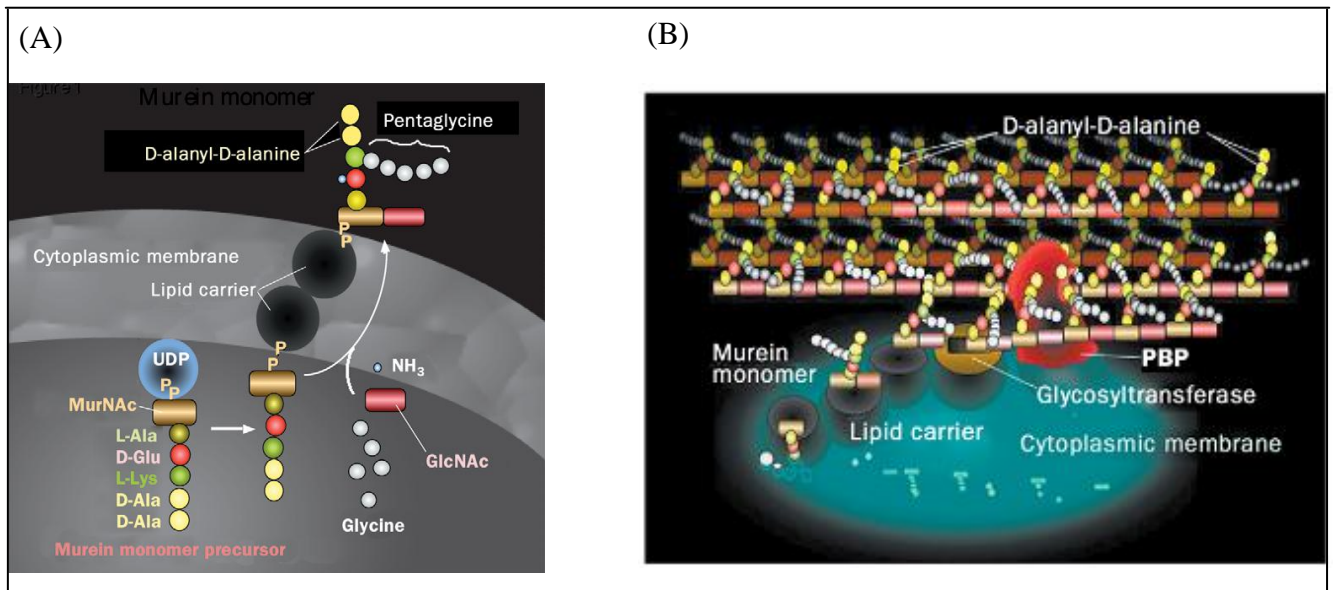 (A)
Figure 1
Murein monomer
D-alanyl-D-alanine
Pentaglycine
P
P
Cytoplasmic membrane
Lipid carrier
P
P
UDP
P
P
NH3
MurNAc
L-Ala
D-Glu
L-Lys
D-Ala
D-Ala
GlcNAc
Glycine
Murein monomer precursor
(B)
D-alanyl-D-alanine
Murein
monomer
PBP
Glycosyltransferase
Lipid carrier
Cytoplasmic membrane